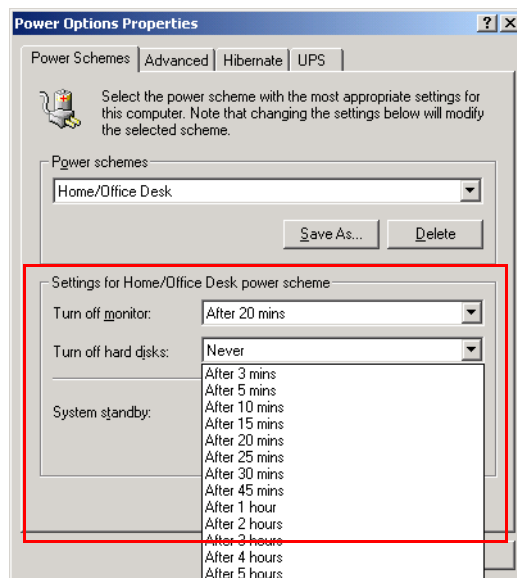 Power Options Properties
Power Schemes Advanced Hibernate UPS
Select the power scheme with the most appropriate settings for
this computer. Note that changing the settings below will modify
the selected scheme.
Power schemes
Home/Office Desk
Save As... Delete
Settings for Home/Office Desk power scheme
Turn off monitor: After 20 mins
Turn off hard disks: Never
After 3 mins
After 5 mins
After 10 mins
After 15 mins
System standby:
After 20 mins
After 25 mins
After 30 mins
After 45 mins
After 1 hour
After 2 hours
After 3 hours
After 4 hours
After 5 hours